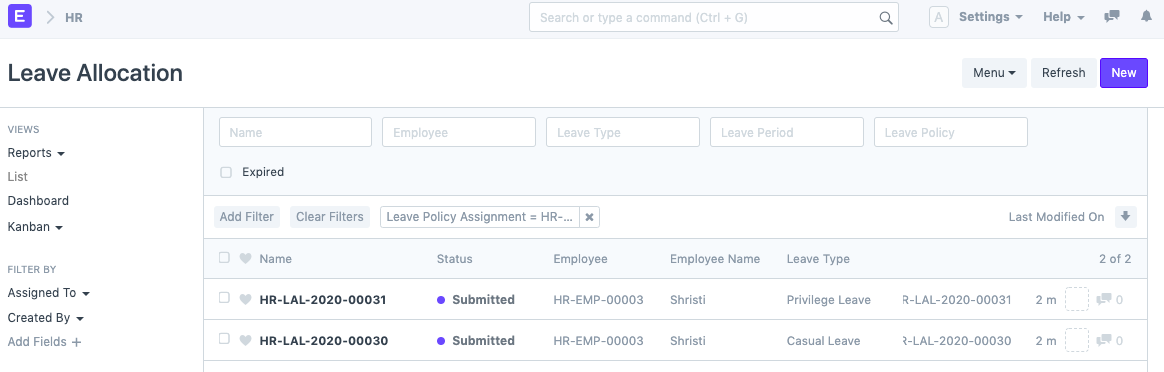 E HR Search or type a command (Ctrl + G) A Settings Help
Leave Allocation Menu Refresh New
VIEWS
Reports
List
Dashboard
Kanban
FILTER BY
Assigned To
Created By
Add Fields +
Name Employee Leave Type Leave Period Leave Policy
Expired
Add Filter Clear Filters Leave Policy Assignment = HR-... × Last Modified On
Name Status Employee Employee Name Leave Type 2 of 2
HR-LAL-2020-00031 Submitted HR-EMP-00003 Shristi Privilege Leave R-LAL-2020-00031 2 m 0
HR-LAL-2020-00030 Submitted HR-EMP-00003 Shristi Casual Leave R-LAL-2020-00030 2 m 0